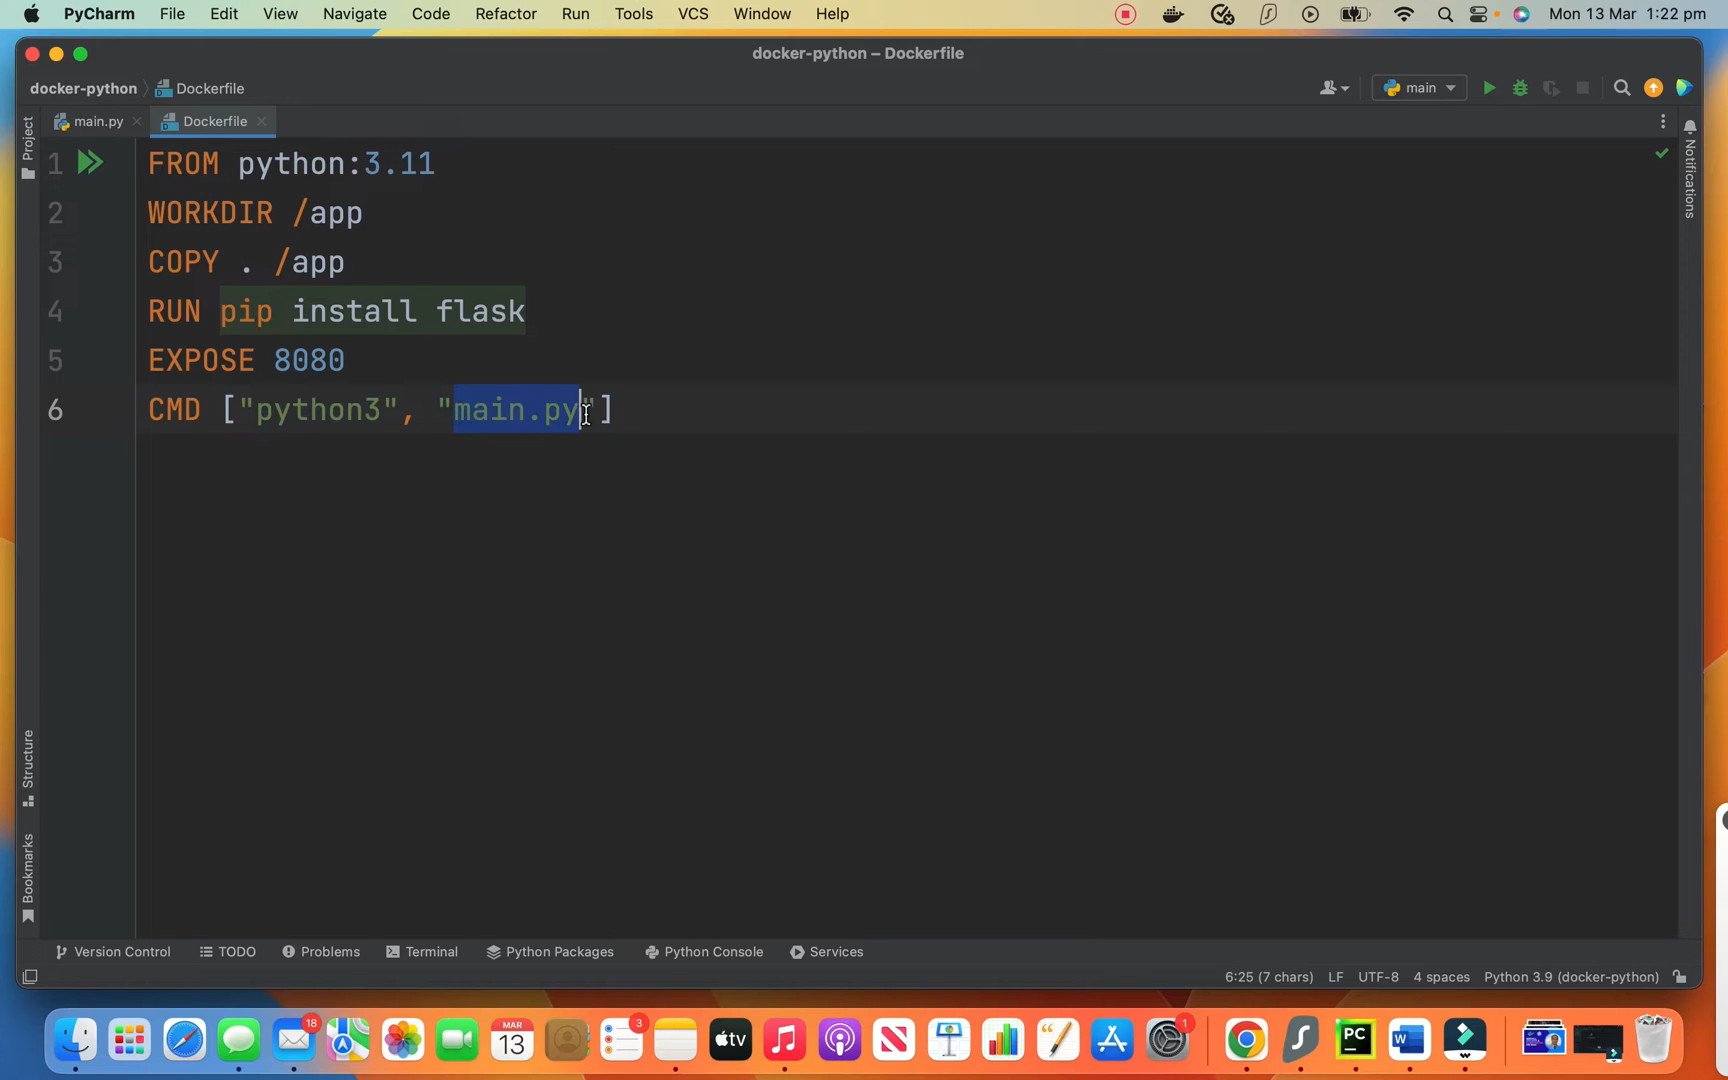 PyCharm File Edit View Navigate Code Refactor Run Tools VCS Window Help Mon 13 Mar 1:22 pm
docker-python – Dockerfile
docker-python Dockerfile main
main.py Dockerfile
Project
Notifications
1 FROM python:3.11
2 WORKDIR /app
3 COPY . /app
4 RUN pip install flask
5 EXPOSE 8080
6 CMD ["python3", "main.py"]
Structure
Bookmarks
Version Control TODO Problems Terminal Python Packages Python Console Services
6:25 (7 chars) LF UTF-8 4 spaces Python 3.9 (docker-python)
18 MAR 13 3 tv 1 PC W